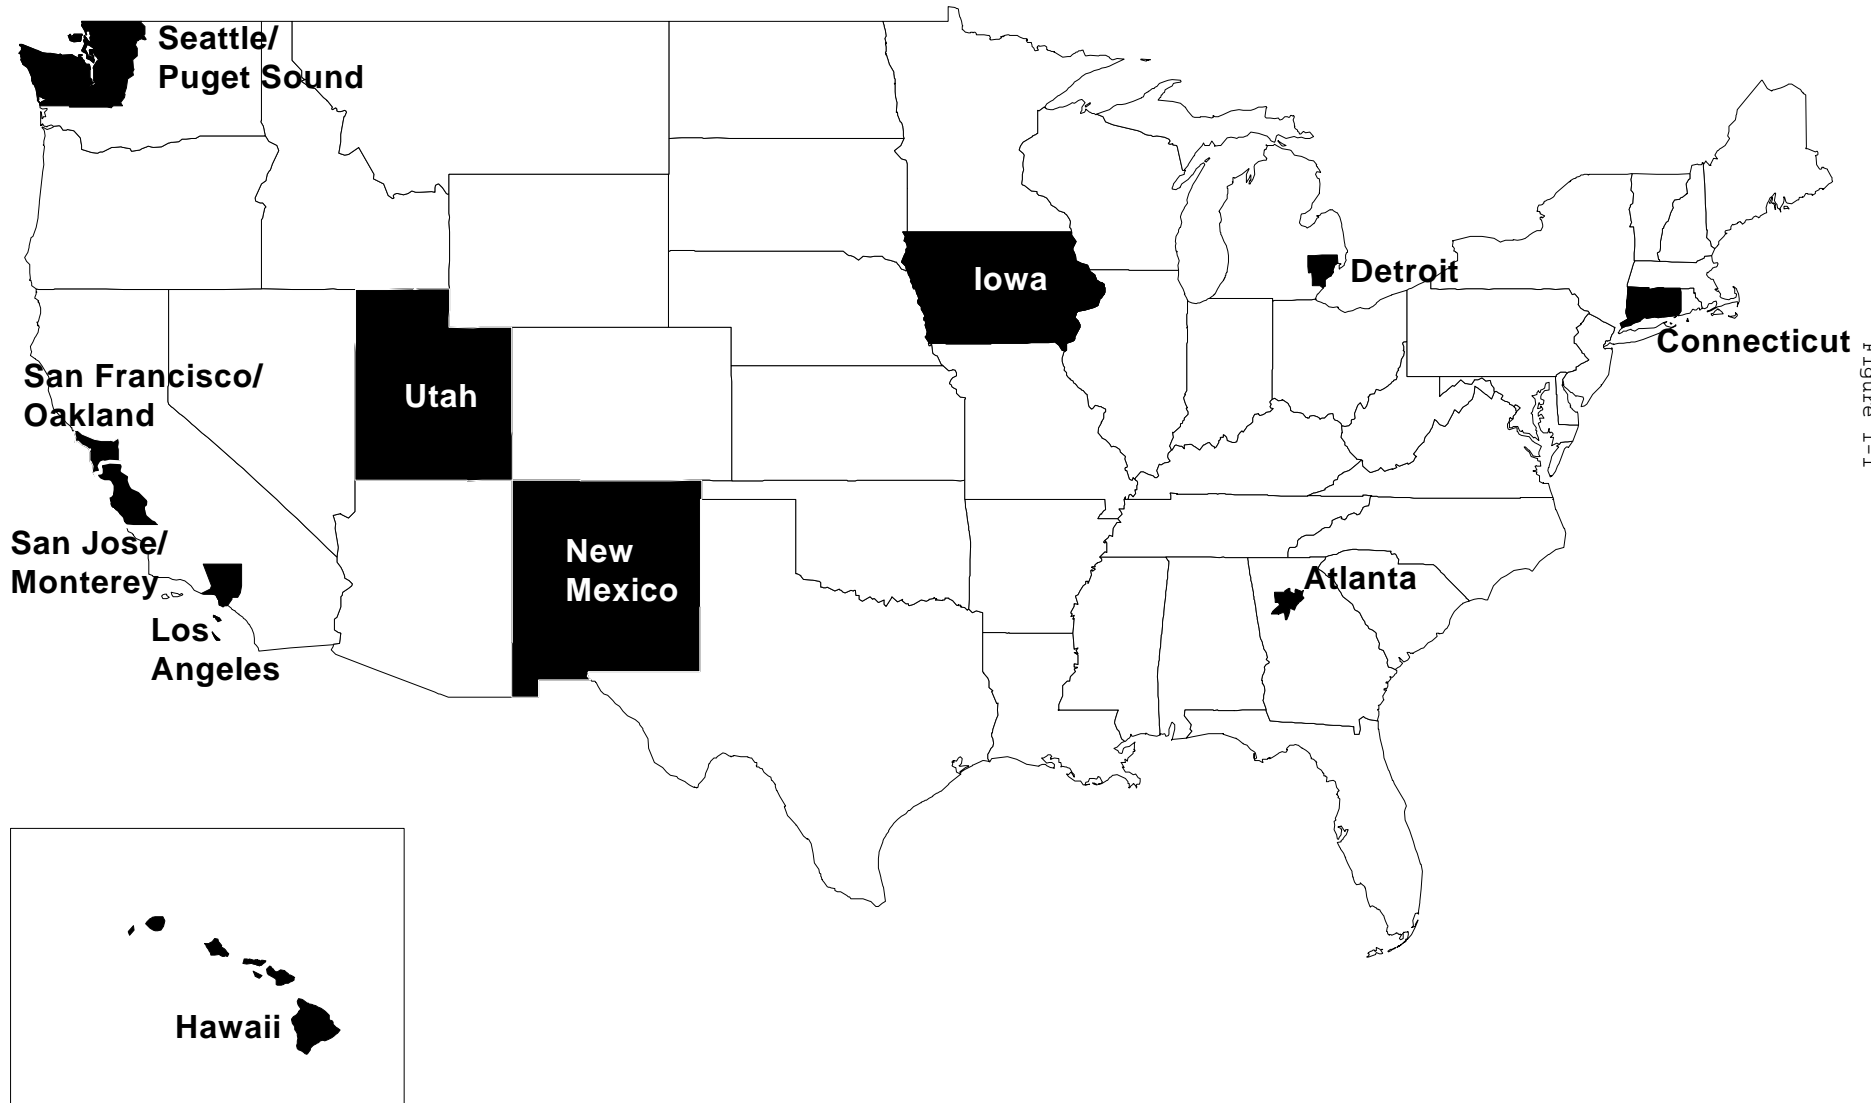 Seattle/
Puget Sound
Iowa
Detroit
Connecticut
San Francisco/
Oakland
Utah
San Jose/
Monterey
New
Mexico
Atlanta
Los
Angeles
Hawaii
Figure I-1